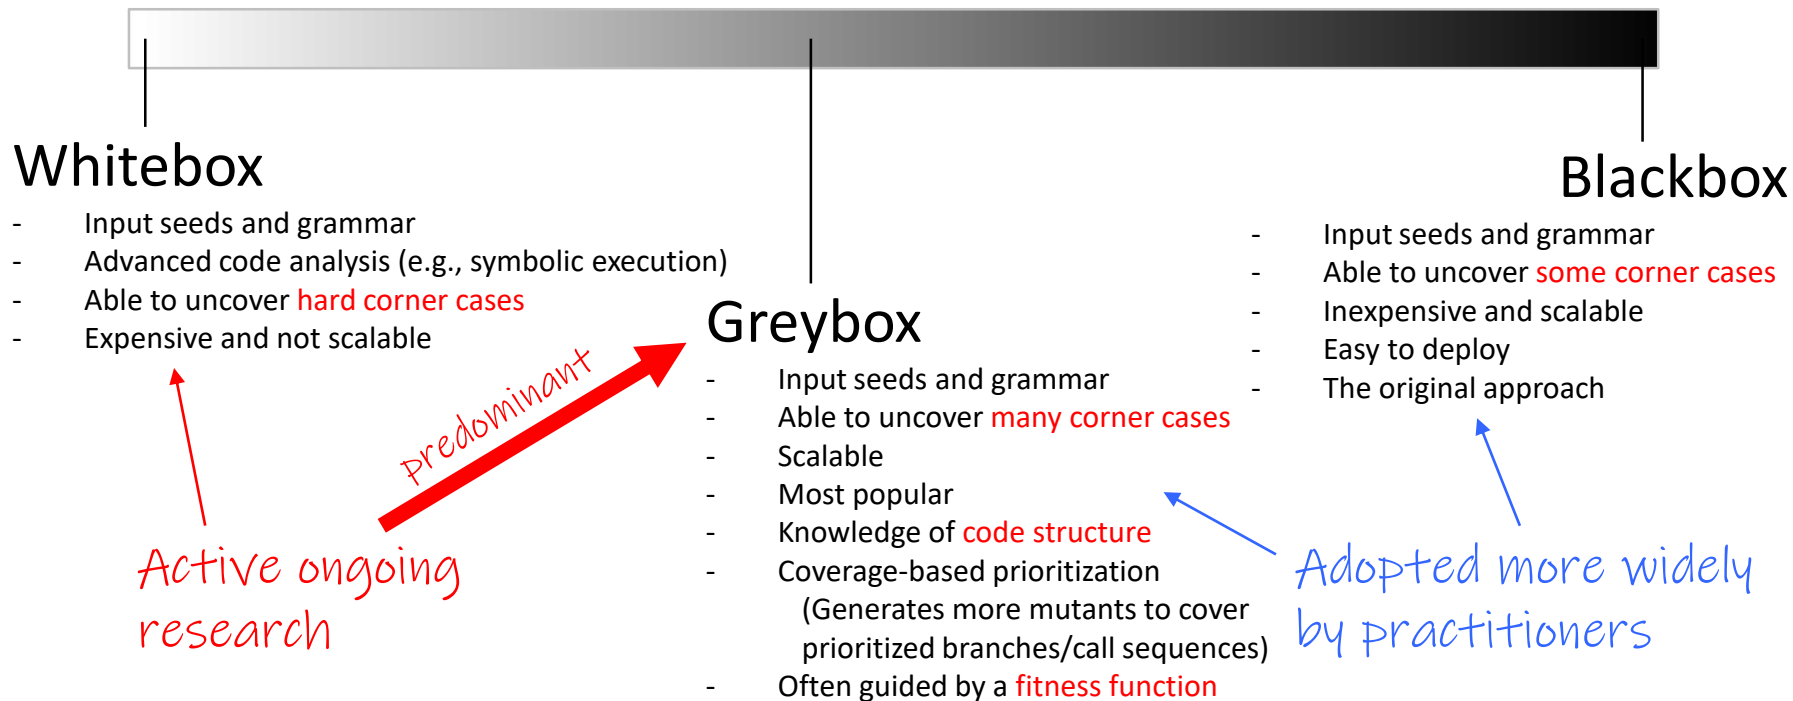 Whitebox
- Input seeds and grammar
- Advanced code analysis (e.g., symbolic execution)
- Able to uncover hard corner cases
- Expensive and not scalable
predominant
Active ongoing
research
Greybox
- Input seeds and grammar
- Able to uncover many corner cases
- Scalable
- Most popular
- Knowledge of code structure
- Coverage-based prioritization
(Generates more mutants to cover
prioritized branches/call sequences)
- Often guided by a fitness function
Blackbox
- Input seeds and grammar
- Able to uncover some corner cases
- Inexpensive and scalable
- Easy to deploy
- The original approach
Adopted more widely
by practitioners